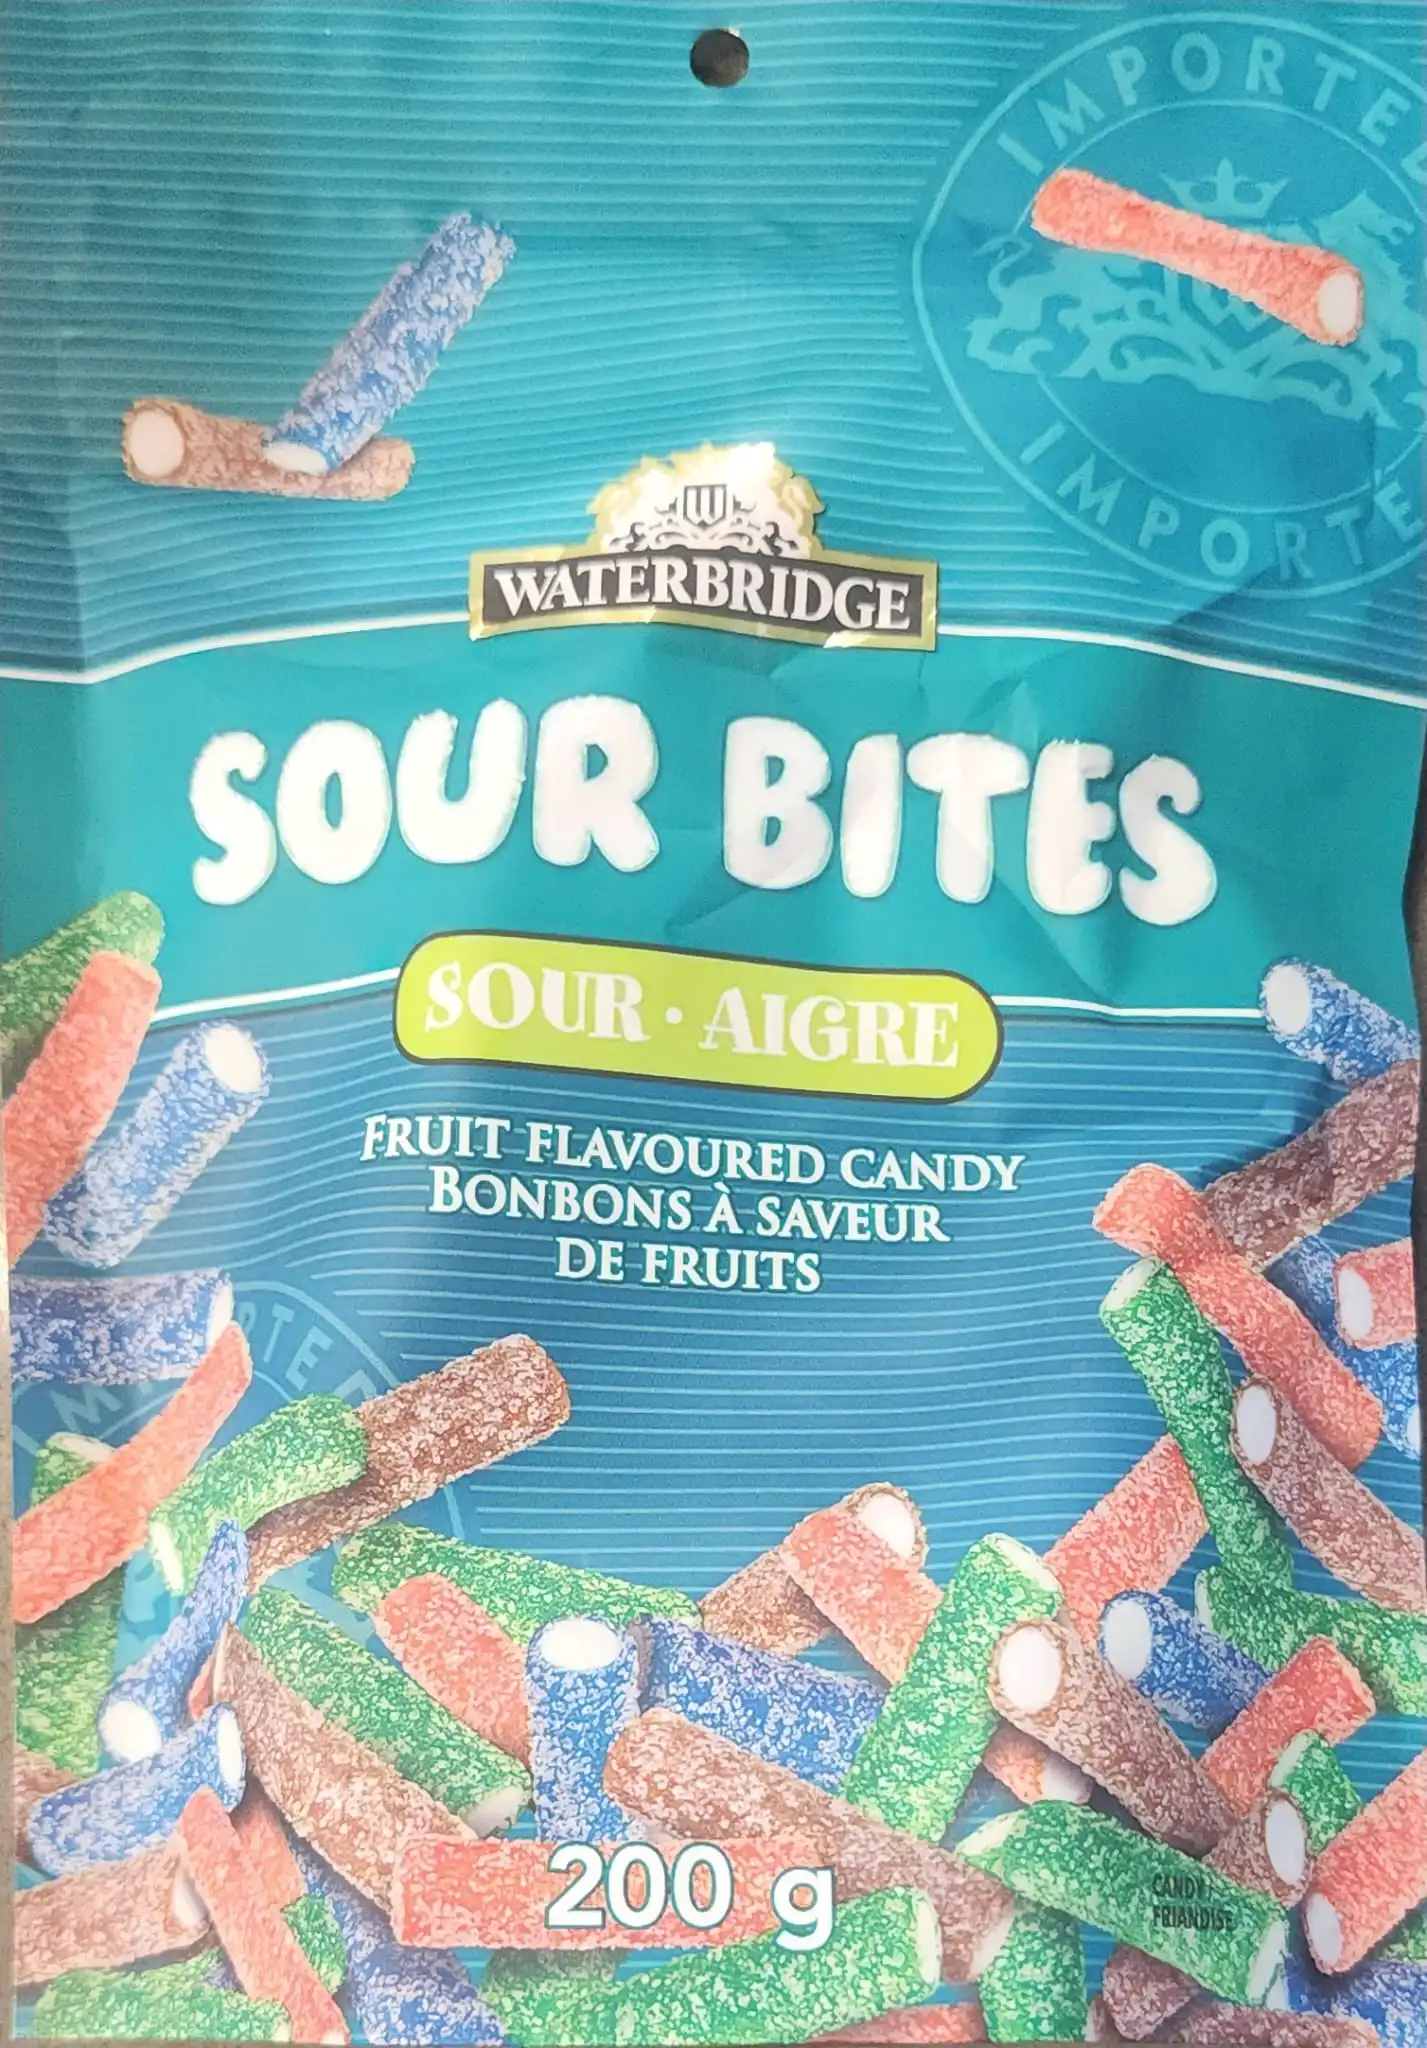 IMPORTED
IMPORTÉ
W
WATERBRIDGE
SOUR BITES
SOUR • AIGRE
FRUIT FLAVOURED CANDY
BONBONS À SAVEUR
DE FRUITS
200 g
CANDY /
FRIANDISE